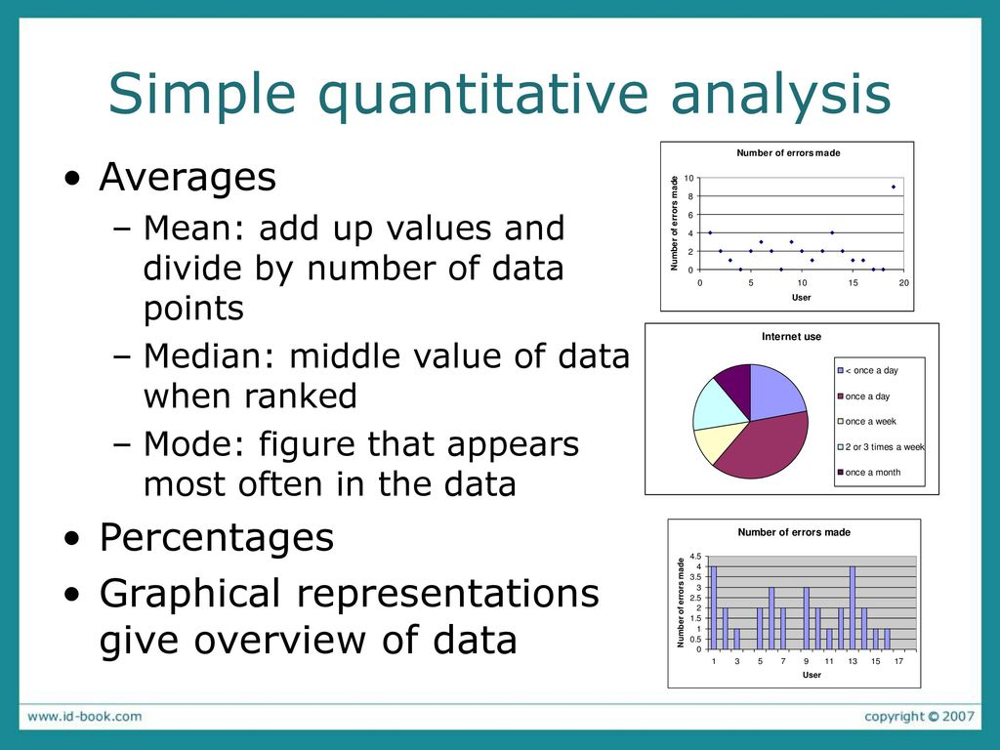 Simple quantitative analysis
• Averages
– Mean: add up values and
divide by number of data
points
– Median: middle value of data
when ranked
– Mode: figure that appears
most often in the data
• Percentages
• Graphical representations
give overview of data
Number of errors made
Number of errors made
10
8
6
4
2
0
0 5 10 15 20
User
Internet use
< once a day
once a day
once a week
2 or 3 times a week
once a month
Number of errors made
Number of errors made
4.5
4
3.5
3
2.5
2
1.5
1
0.5
0
1 3 5 7 9 11 13 15 17
User
www.id-book.com
copyright © 2007